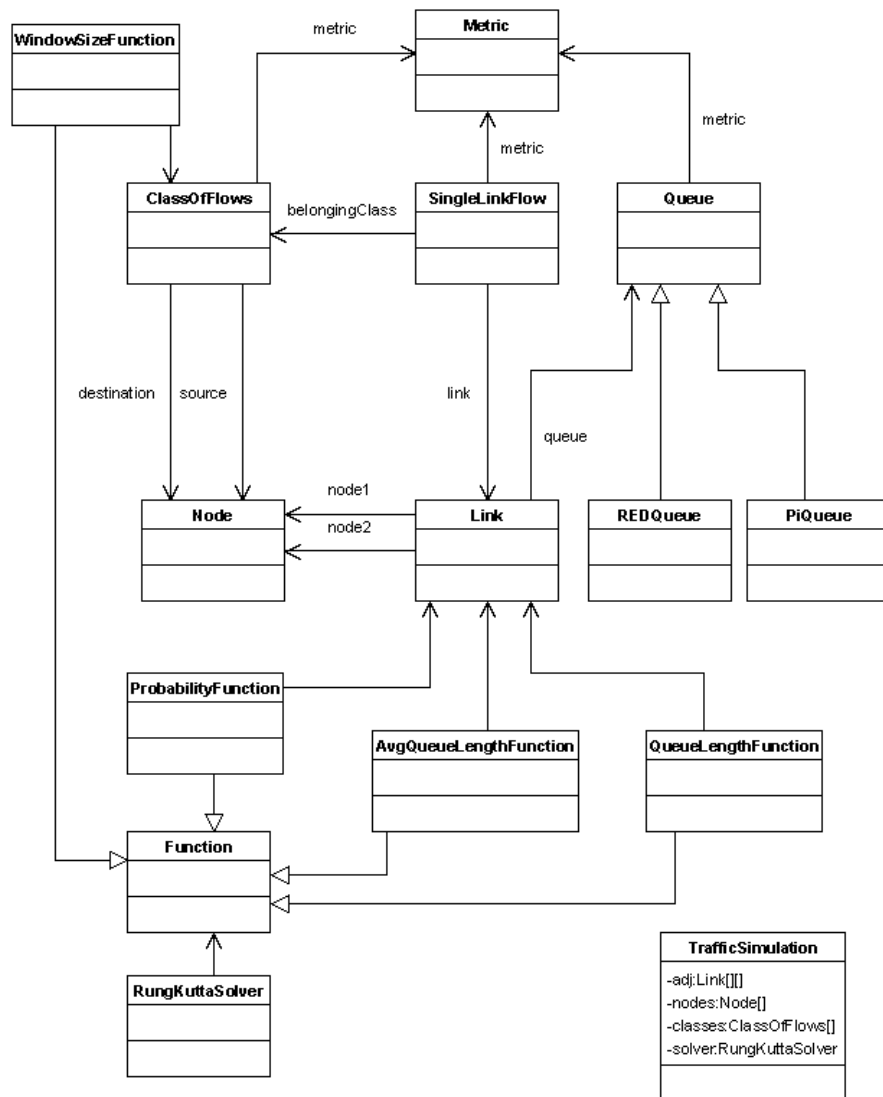 WindowSizeFunction
metric
Metric
metric
metric
ClassOfFlows
belongingClass
SingleLinkFlow
Queue
destination
source
link
queue
node1
Node
node2
Link
REDQueue
PiQueue
ProbabilityFunction
AvgQueueLengthFunction
QueueLengthFunction
Function
RungKuttaSolver
TrafficSimulation
-adj:Link[][]
-nodes:Node[]
-classes:ClassOfFlows[]
-solver:RungKuttaSolver